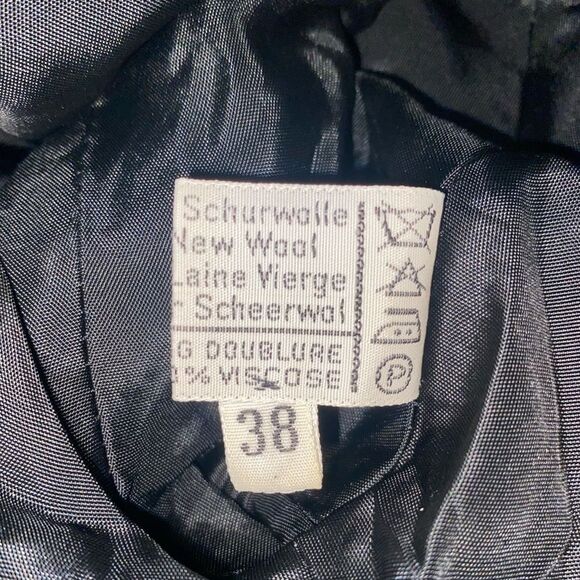 Schurwolle
New Wool
Laine Vierge
Scheerwol
G DOUBLURE
% VISCOSE
38
P